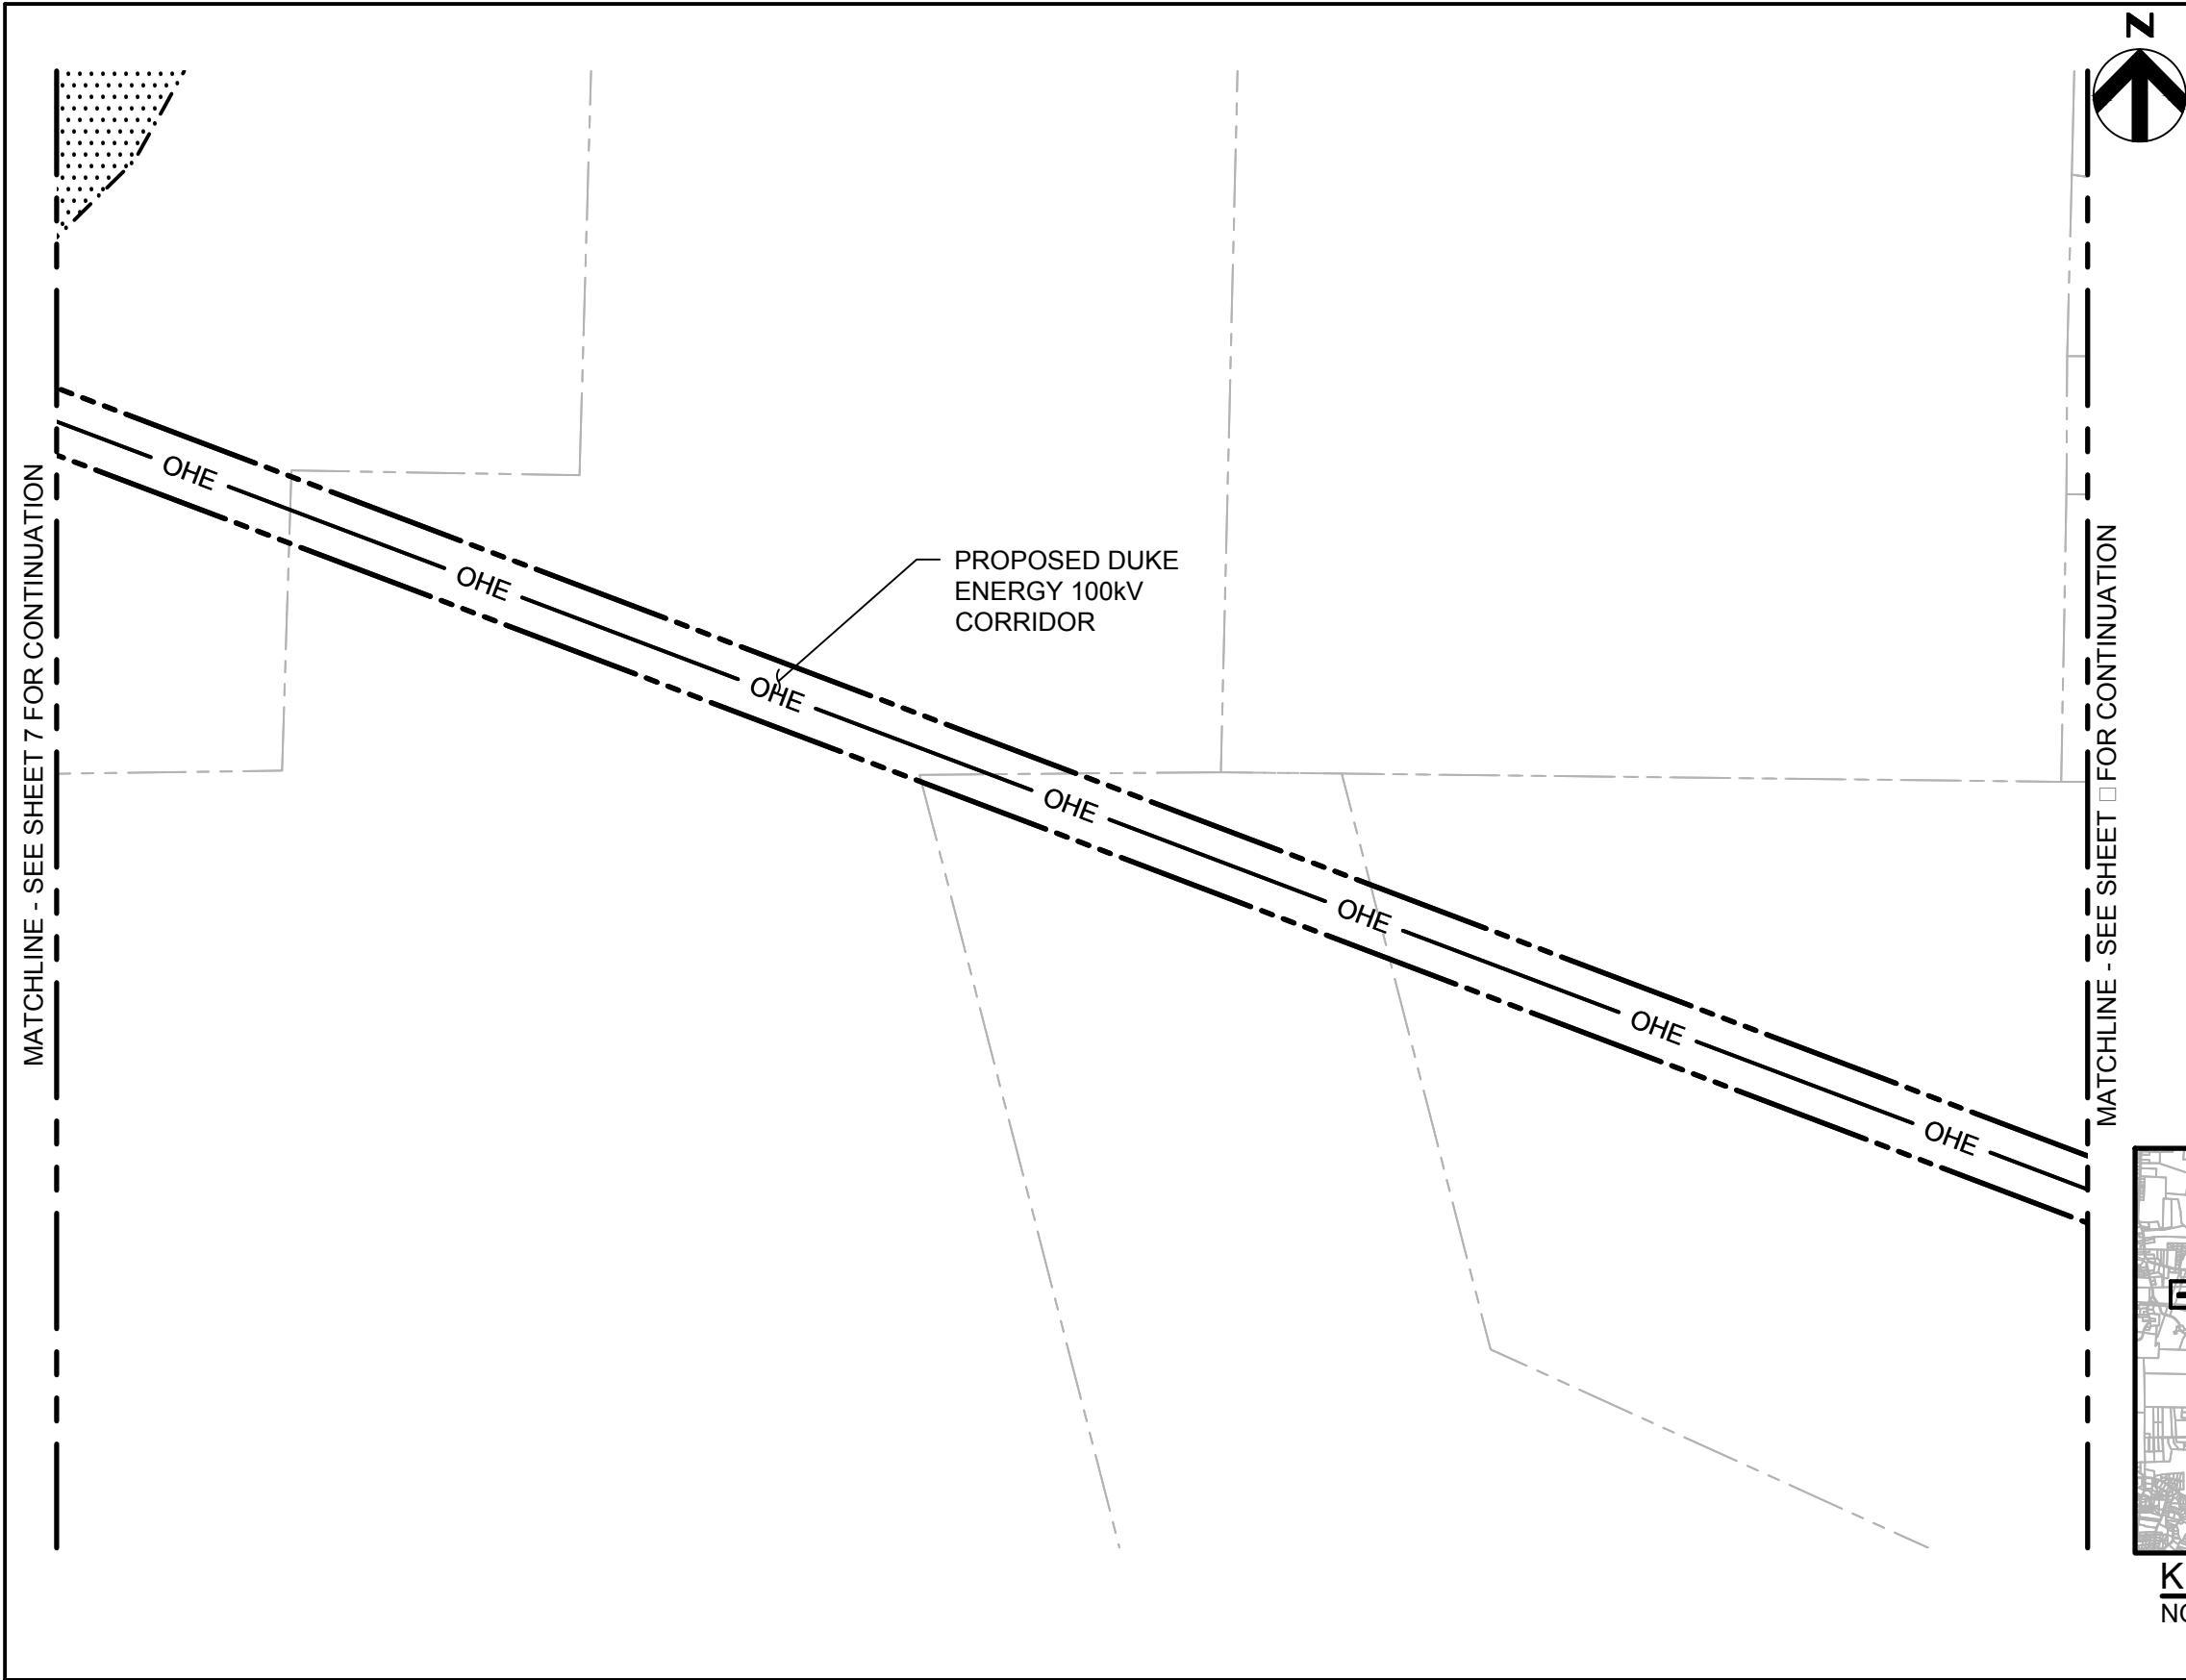 N
MATCHLINE - SEE SHEET 7 FOR CONTINUATION
OHE
OHE
PROPOSED DUKE
ENERGY 100kV
CORRIDOR
OHE
OHE
OHE
OHE
OHE
MATCHLINE - SEE SHEET □ FOR CONTINUATION
K
NO